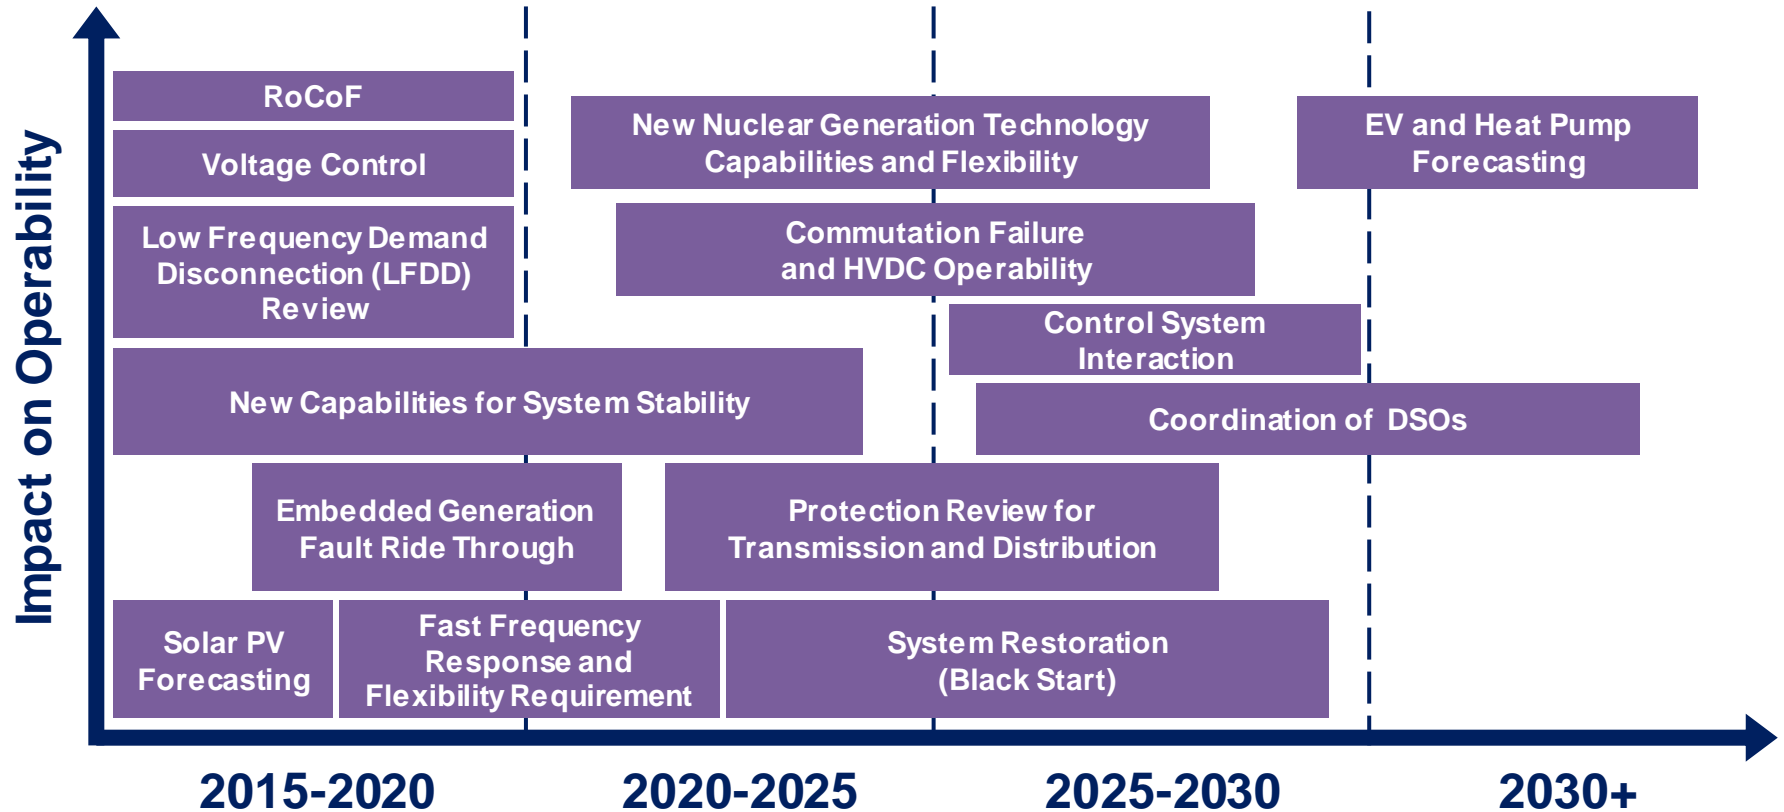 Impact on Operability
RoCoF
Voltage Control
Low Frequency Demand
Disconnection (LFDD)
Review
New Capabilities for System Stability
Embedded Generation
Fault Ride Through
Solar PV
Forecasting
Fast Frequency
Response and
Flexibility Requirement
New Nuclear Generation Technology
Capabilities and Flexibility
Commutation Failure
and HVDC Operability
Control System
Interaction
Coordination of DSOs
Protection Review for
Transmission and Distribution
System Restoration
(Black Start)
EV and Heat Pump
Forecasting
2015-2020
2020-2025
2025-2030
2030+